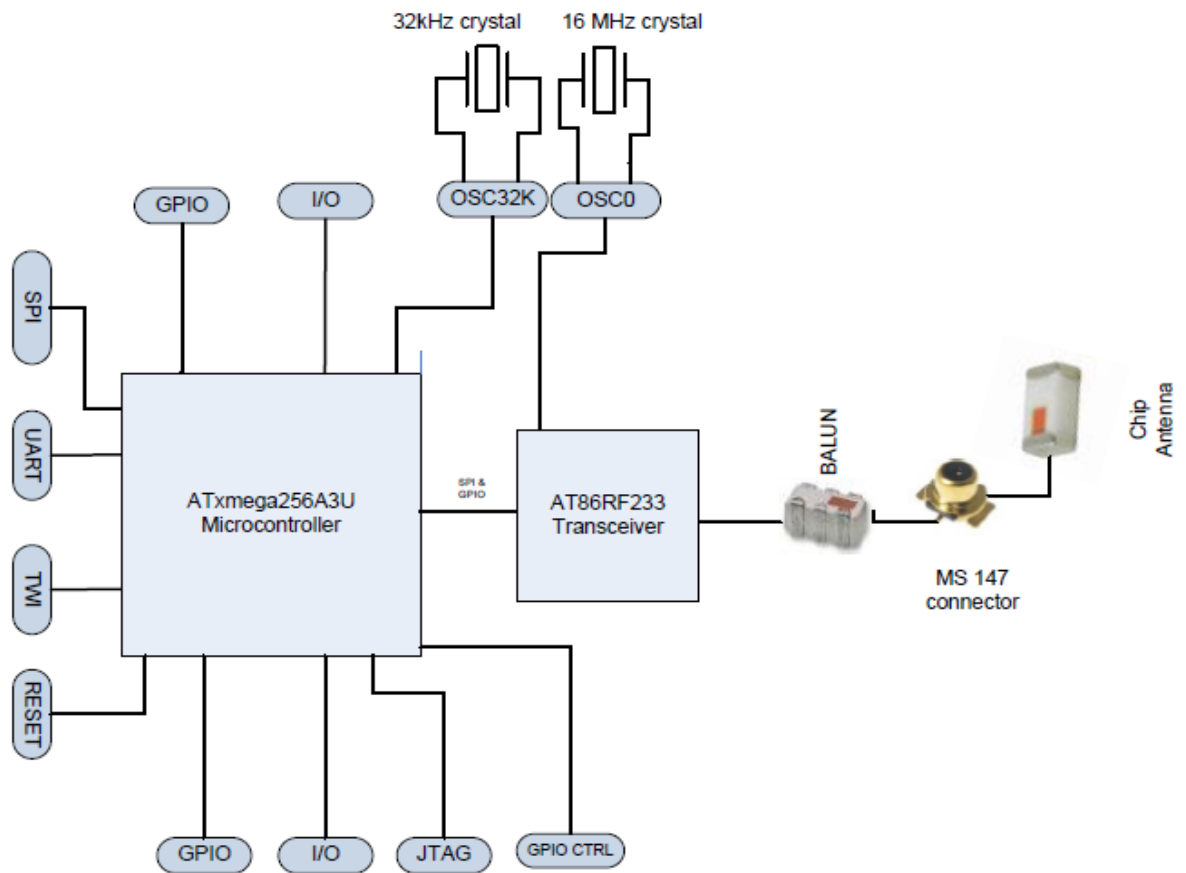 32kHz crystal
16 MHz crystal
OSC32K
OSC0
GPIO
I/O
SPI
UART
TWI
RESET
ATxmega256A3U
Microcontroller
SPI &
GPIO
AT86RF233
Transceiver
BALUN
MS 147
connector
Chip
Antenna
GPIO
I/O
JTAG
GPIO CTRL